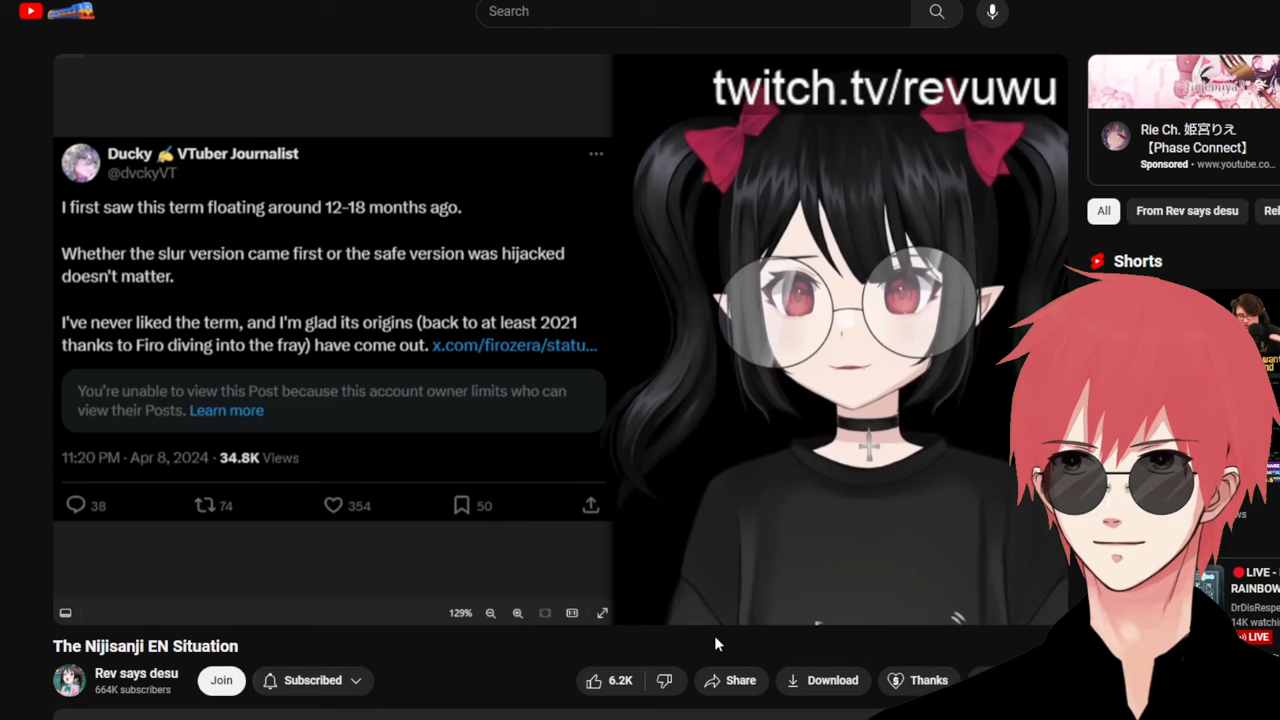 Search
twitch.tv/revuwu
Ducky ✍️ VTuber Journalist
@dvckyVT
I first saw this term floating around 12-18 months ago.
Whether the slur version came first or the safe version was hijacked
doesn't matter.
I've never liked the term, and I'm glad its origins (back to at least 2021
thanks to Firo diving into the fray) have come out. x.com/firozera/statu...
You're unable to view this Post because this account owner limits who can
view their Posts. Learn more
11:20 PM · Apr 8, 2024 · 34.8K Views
38 74 354 50
129%
The Nijisanji EN Situation
Rev says desu
664K subscribers
Join
Subscribed
6.2K
Share
Download
Thanks
Rie Ch. 姫宮りえ
【Phase Connect】
Sponsored · www.youtube.co...
All
From Rev says desu
Rel
Shorts
LIVE -
RAINBOW
DrDisRespe
14K watchin
LIVE